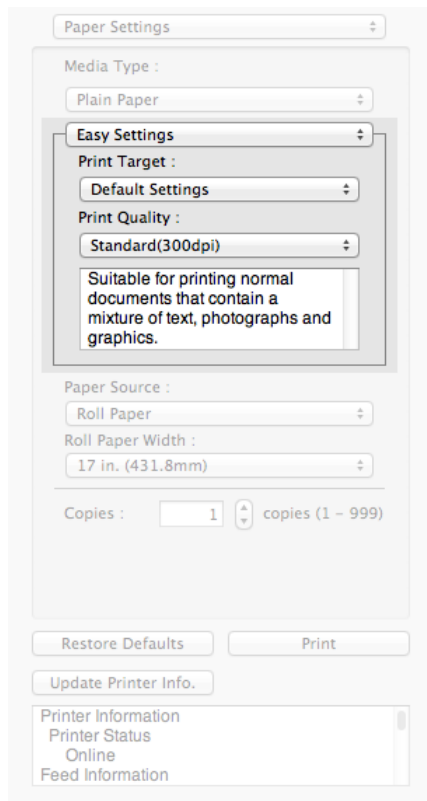 Paper Settings
Media Type :
Plain Paper
Easy Settings
Print Target :
Default Settings
Print Quality :
Standard(300dpi)
Suitable for printing normal
documents that contain a
mixture of text, photographs and
graphics.
Paper Source :
Roll Paper
Roll Paper Width :
17 in. (431.8mm)
Copies : 1 copies (1 – 999)
Restore Defaults Print
Update Printer Info.
Printer Information
Printer Status
Online
Feed Information